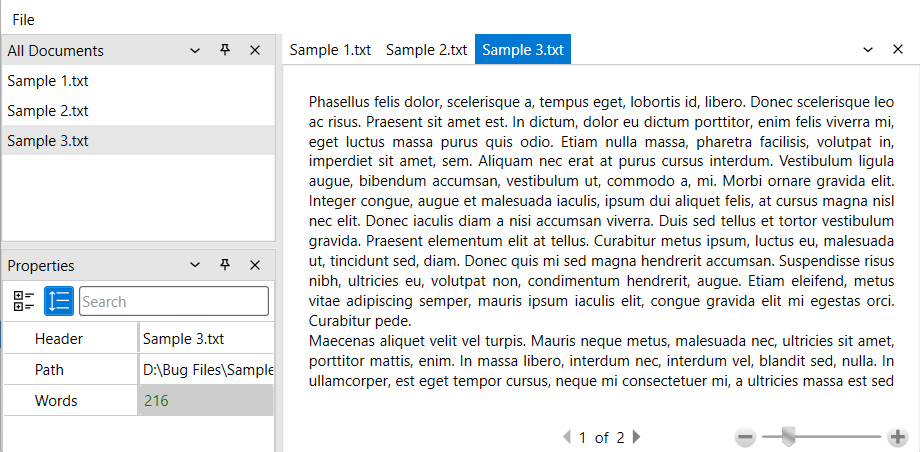 File
All Documents
Sample 1.txt
Sample 2.txt
Sample 3.txt
Properties
Search
Header Sample 3.txt
Path D:\Bug Files\Sample
Words 216
Sample 1.txt Sample 2.txt Sample 3.txt
Phasellus felis dolor, scelerisque a, tempus eget, lobortis id, libero. Donec scelerisque leo
ac risus. Praesent sit amet est. In dictum, dolor eu dictum porttitor, enim felis viverra mi,
eget luctus massa purus quis odio. Etiam nulla massa, pharetra facilisis, volutpat in,
imperdiet sit amet, sem. Aliquam nec erat at purus cursus interdum. Vestibulum ligula
augue, bibendum accumsan, vestibulum ut, commodo a, mi. Morbi ornare gravida elit.
Integer congue, augue et malesuada iaculis, ipsum dui aliquet felis, at cursus magna nisl
nec elit. Donec iaculis diam a nisi accumsan viverra. Duis sed tellus et tortor vestibulum
gravida. Praesent elementum elit at tellus. Curabitur metus ipsum, luctus eu, malesuada
ut, tincidunt sed, diam. Donec quis mi sed magna hendrerit accumsan. Suspendisse risus
nibh, ultricies eu, volutpat non, condimentum hendrerit, augue. Etiam eleifend, metus
vitae adipiscing semper, mauris ipsum iaculis elit, congue gravida elit mi egestas orci.
Curabitur pede.
Maecenas aliquet velit vel turpis. Mauris neque metus, malesuada nec, ultricies sit amet,
porttitor mattis, enim. In massa libero, interdum nec, interdum vel, blandit sed, nulla. In
ullamcorper, est eget tempor cursus, neque mi consectetuer mi, a ultricies massa est sed
1 of 2